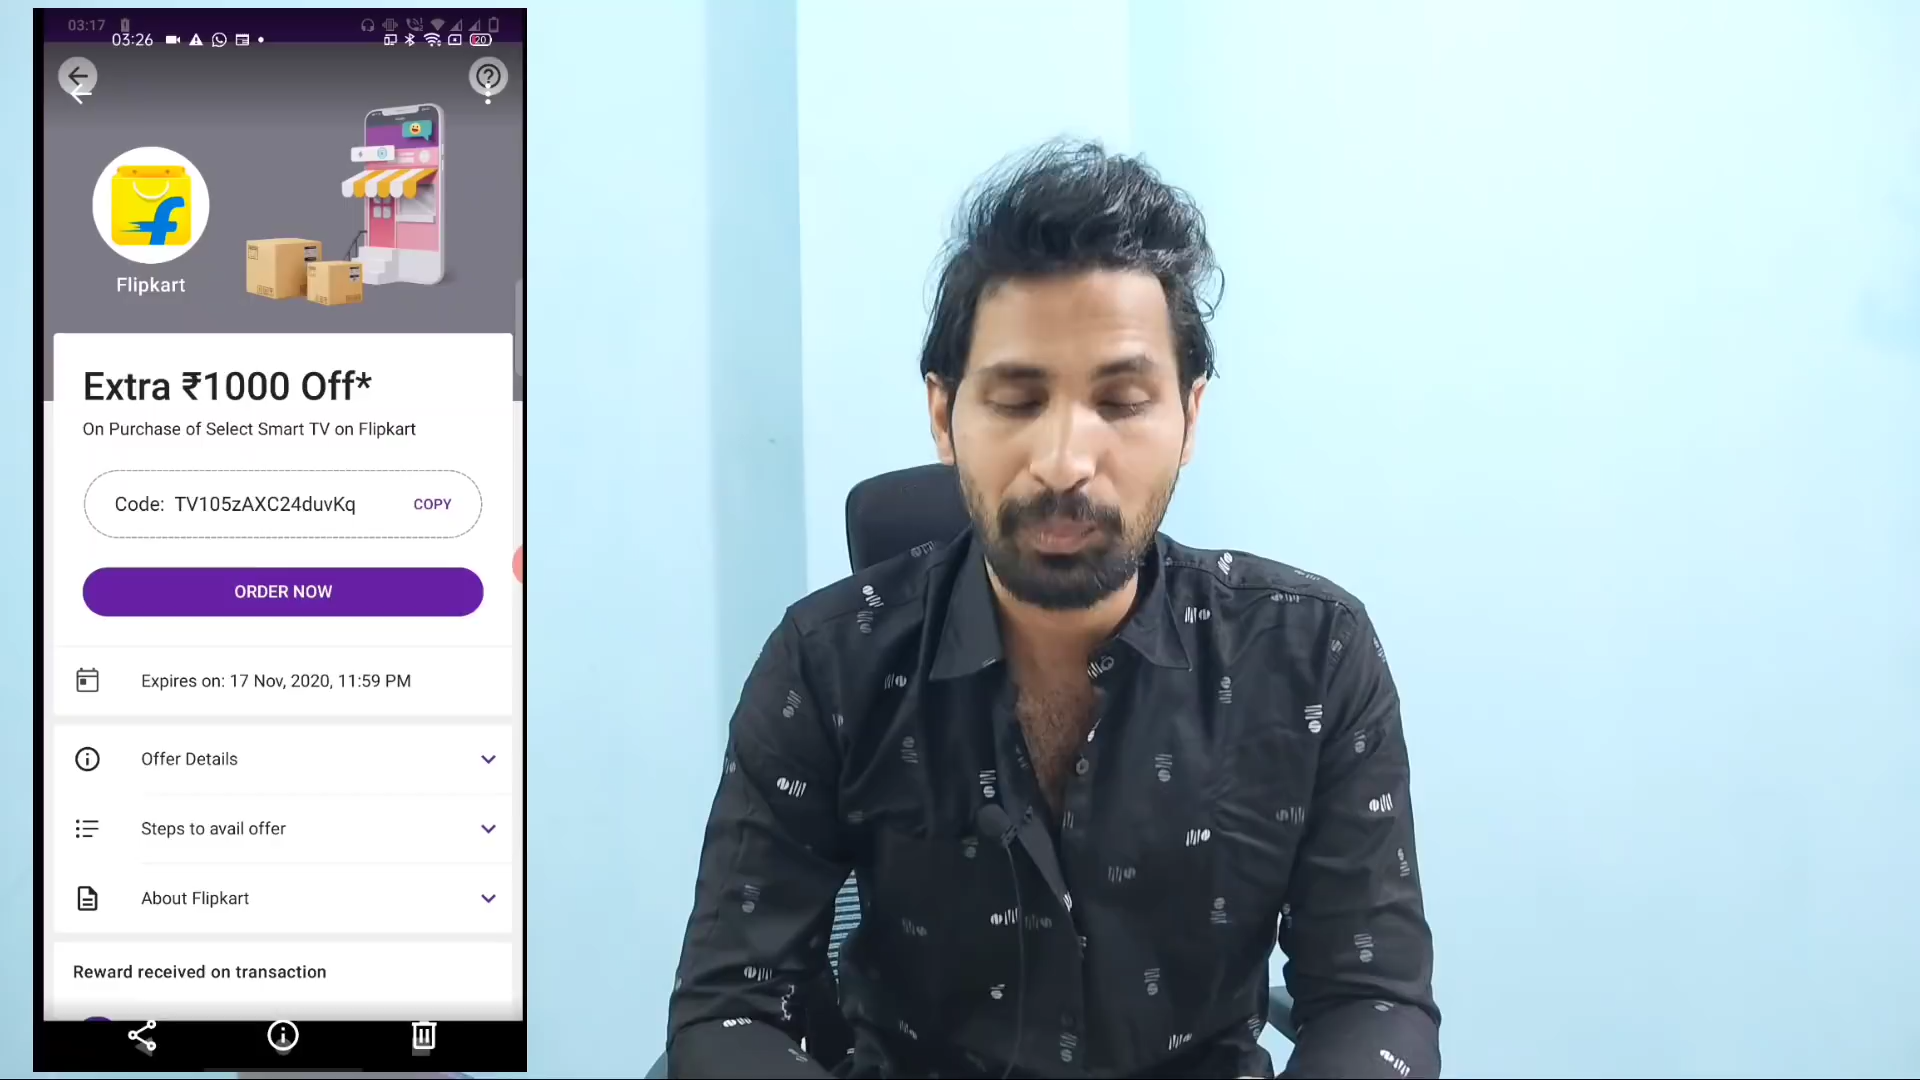 03:17
03:26
20
Flipkart
Extra ₹1000 Off*
On Purchase of Select Smart TV on Flipkart
Code: TV105zAXC24duvKq
COPY
ORDER NOW
Expires on: 17 Nov, 2020, 11:59 PM
Offer Details
Steps to avail offer
About Flipkart
Reward received on transaction